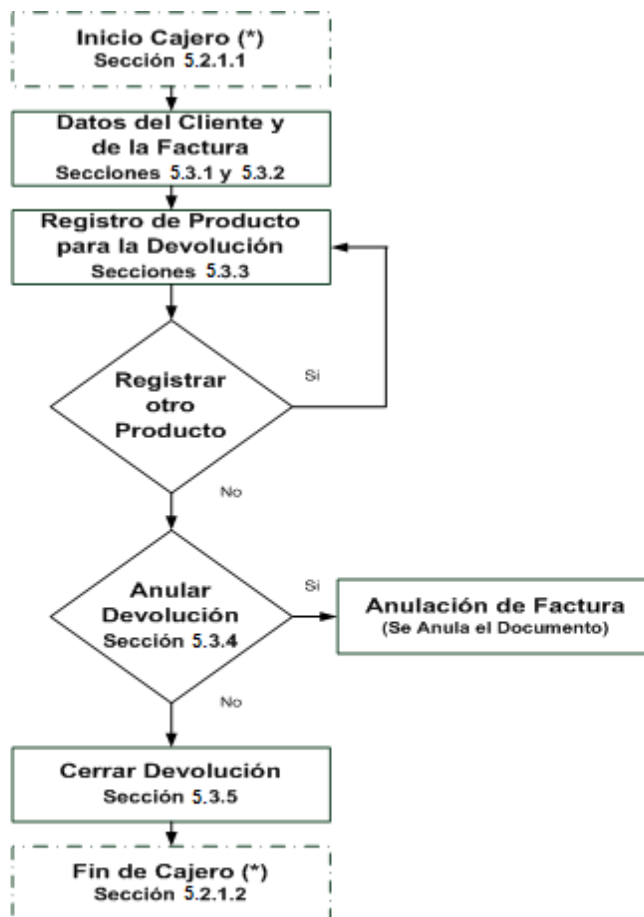 Inicio Cajero (*)
Sección 5.2.1.1
Datos del Cliente y
de la Factura
Secciones 5.3.1 y 5.3.2
Registro de Producto
para la Devolución
Secciones 5.3.3
Registrar
otro
Producto
Si
No
Anular
Devolución
Sección 5.3.4
Si
Anulación de Factura
(Se Anula el Documento)
No
Cerrar Devolución
Sección 5.3.5
Fin de Cajero (*)
Sección 5.2.1.2